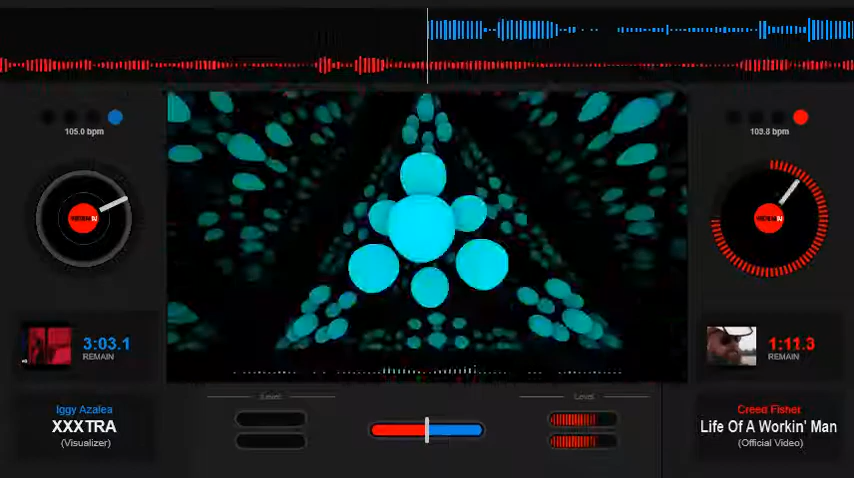 105.0 bpm
103.8 bpm
3:03.1
REMAIN
1:11.3
REMAIN
Level
Level
Iggy Azalea
XXXTRA
(Visualizer)
Creed Fisher
Life Of A Workin' Man
(Official Video)